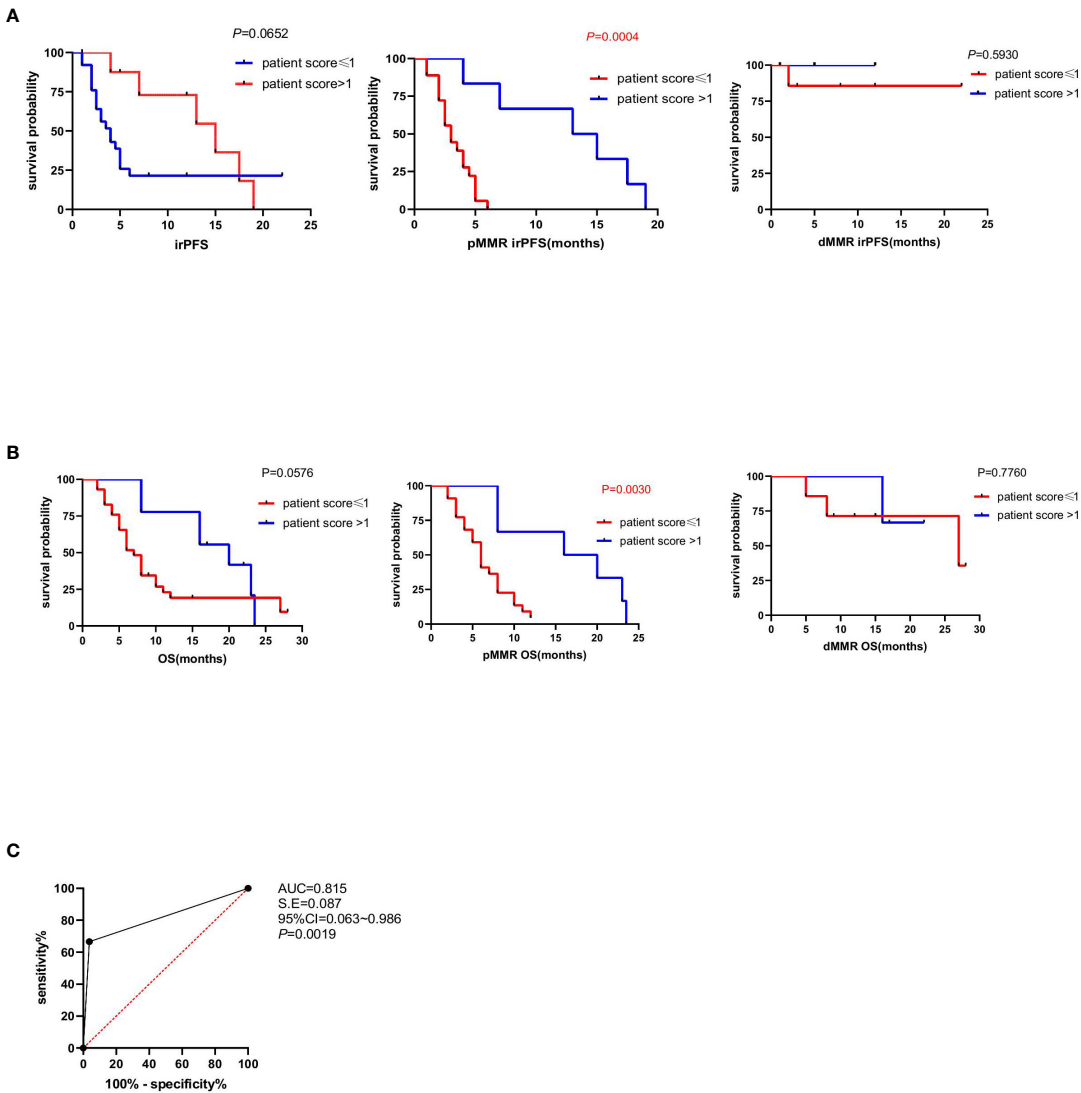 A
P=0.0652
patient score≤1
patient score>1
survival probability
100
75
50
25
0
0 5 10 15 20 25
irPFS
P=0.0004
patient score≤1
patient score >1
survival probability
100
75
50
25
0
0 5 10 15 20
pMMR irPFS(months)
P=0.5930
patient score≤1
patient score >1
survival probability
100
75
50
25
0
0 5 10 15 20 25
dMMR irPFS(months)
B
P=0.0576
patient score≤1
patient score >1
survival probability
100
75
50
25
0
0 5 10 15 20 25 30
OS(months)
P=0.0030
patient score≤1
patient score >1
survival probability
100
75
50
25
0
0 5 10 15 20 25
pMMR OS(months)
P=0.7760
patient score≤1
patient score >1
survival probability
100
75
50
25
0
0 5 10 15 20 25 30
dMMR OS(months)
C
AUC=0.815
S.E=0.087
95%CI=0.063~0.986
P=0.0019
sensitivity%
100
80
60
40
20
0
0 20 40 60 80 100
100% - specificity%